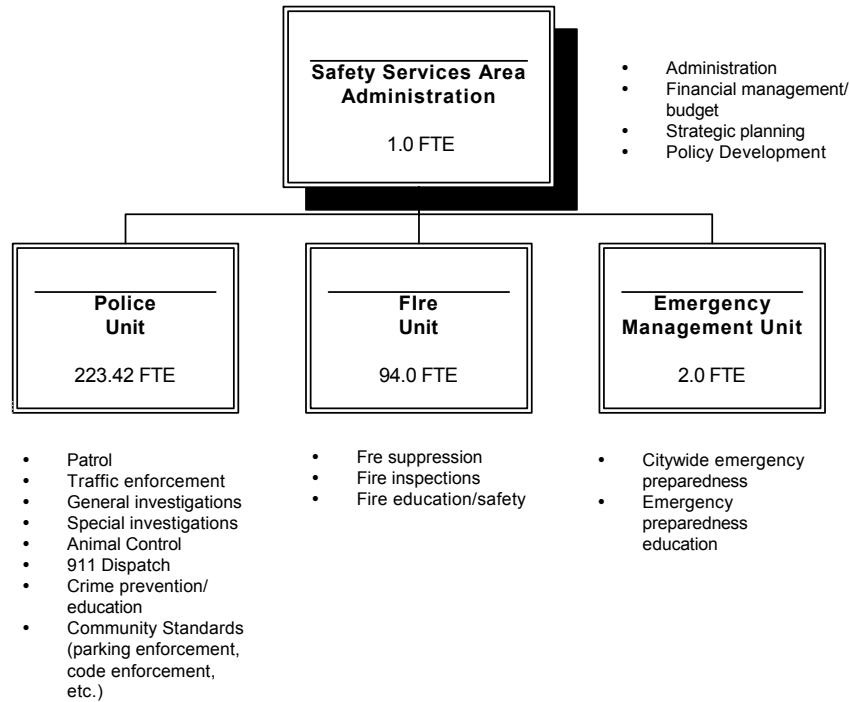 Safety Services Area
Administration
1.0 FTE
• Administration
• Financial management/
budget
• Strategic planning
• Policy Development
Police
Unit
223.42 FTE
FIre
Unit
94.0 FTE
Emergency
Management Unit
2.0 FTE
• Patrol
• Traffic enforcement
• General investigations
• Special investigations
• Animal Control
• 911 Dispatch
• Crime prevention/
education
• Community Standards
(parking enforcement,
code enforcement,
etc.)
• Fre suppression
• Fire inspections
• Fire education/safety
• Citywide emergency
preparedness
• Emergency
preparedness
education